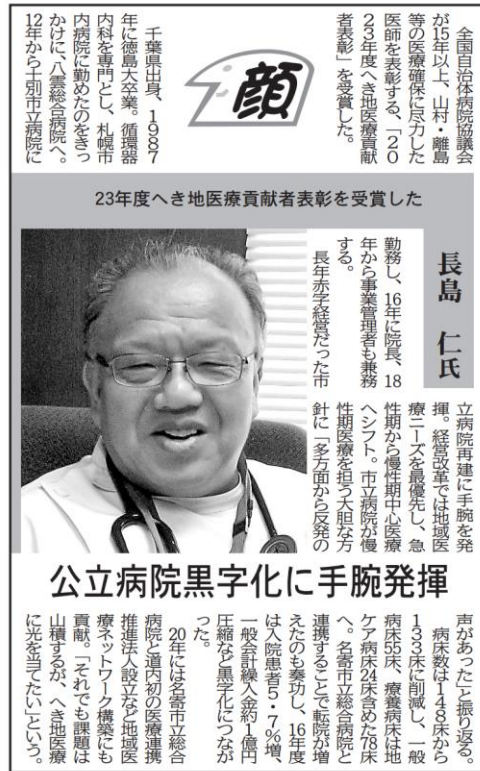 顔
23年度へき地医療貢献者表彰を受賞した
長島 仁氏
公立病院黒字化に手腕発揮
全国自治体病院協議会
が15年以上、山村・離島
等の医療確保に尽力した
医師を表彰する、「20
23年度へき地医療貢献
者表彰」を受賞した。
千葉県出身、1987
年に徳島大卒業。循環器
内科を専門とし、札幌市
内病院に勤めたのをきっ
かけに、八雲総合病院へ。
12年から士別市立病院に
勤務し、16年に院長、18
年から事業管理者も兼務
する。
長年赤字経営だった市
立病院再建に手腕を発
揮。経営改革では地域医
療ニーズを最優先し、急
性期から慢性期中心医療
へシフト。市立病院が慢
性期医療を担う大胆な方
針に「多方面から反発の
声があった」と振り返る。
病床数は148床から
133床に削減し、一般
病床55床、療養病床は地
ケア病床24床含めた78床
へ。名寄市立総合病院と
連携することで転院が増
えたのも奏功し、16年度
は入院患者5・7%増、
一般会計繰入金約1億円
圧縮など黒字化につなが
った。
20年には名寄市立総合
病院と道内初の医療連携
推進法人設立など地域医
療ネットワーク構築にも
貢献。「それでも課題は
山積するが、へき地医療
に光を当てたい」という。